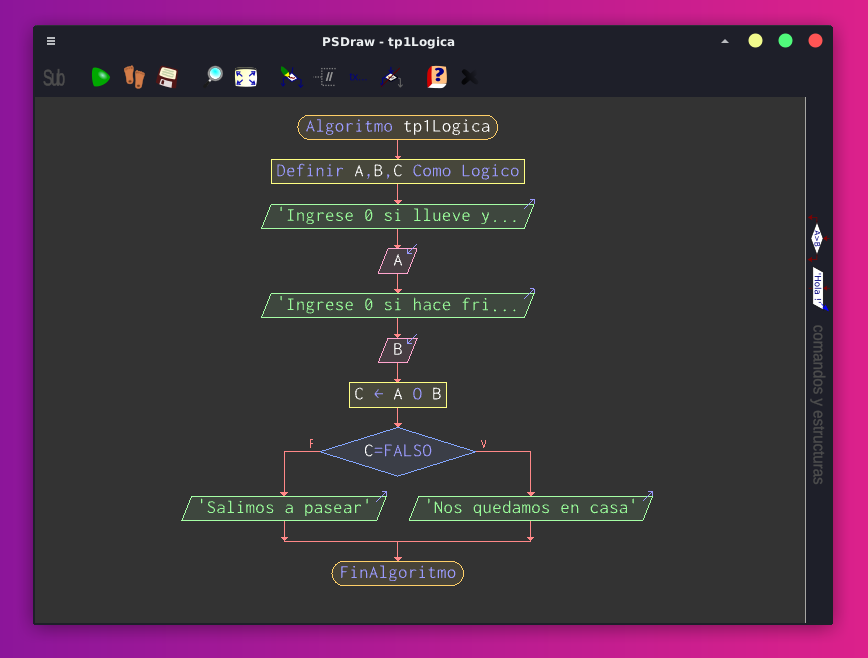 PSDraw - tp1Logica
Sub
Algoritmo tp1Logica
Definir A,B,C Como Logico
'Ingrese 0 si llueve y...
A
'Ingrese 0 si hace fri...
B
C ← A O B
F
C=FALSO
V
'Salimos a pasear'
'Nos quedamos en casa'
FinAlgoritmo
A>B
'Hola !'
comandos y estructuras